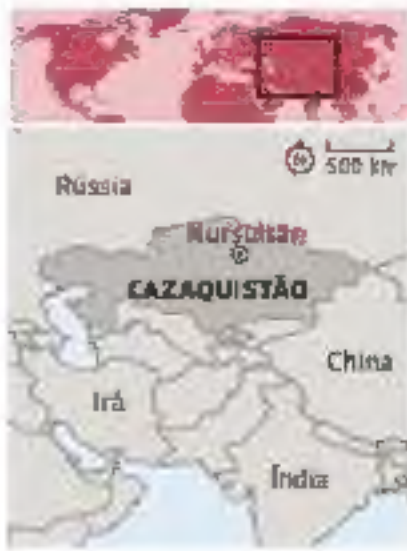 500 km
Rússia
Nursultan
CAZAQUISTÃO
China
Irã
Índia